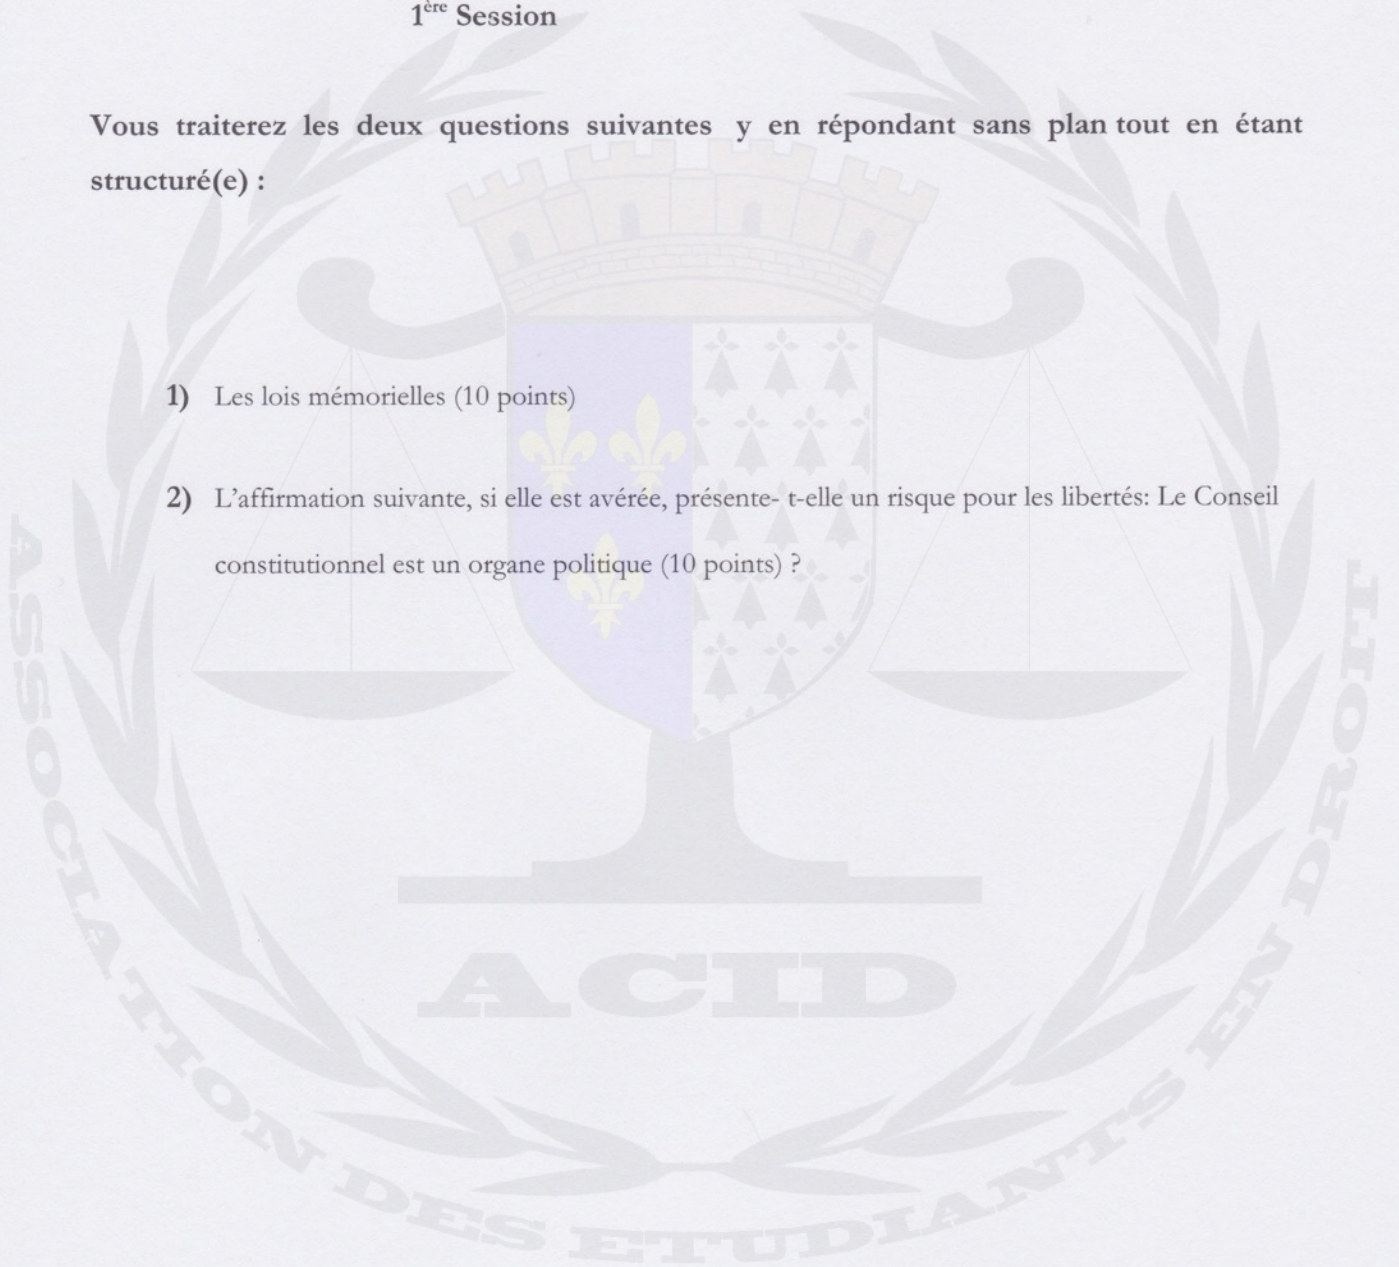 1ère Session
Vous traiterez les deux questions suivantes y en répondant sans plan tout en étant
structuré(e) :
1) Les lois mémorielles (10 points)
2) L'affirmation suivante, si elle est avérée, présente- t-elle un risque pour les libertés: Le Conseil
constitutionnel est un organe politique (10 points) ?
ACID
ASSOCIATION DES ETUDIANTS EN DROIT